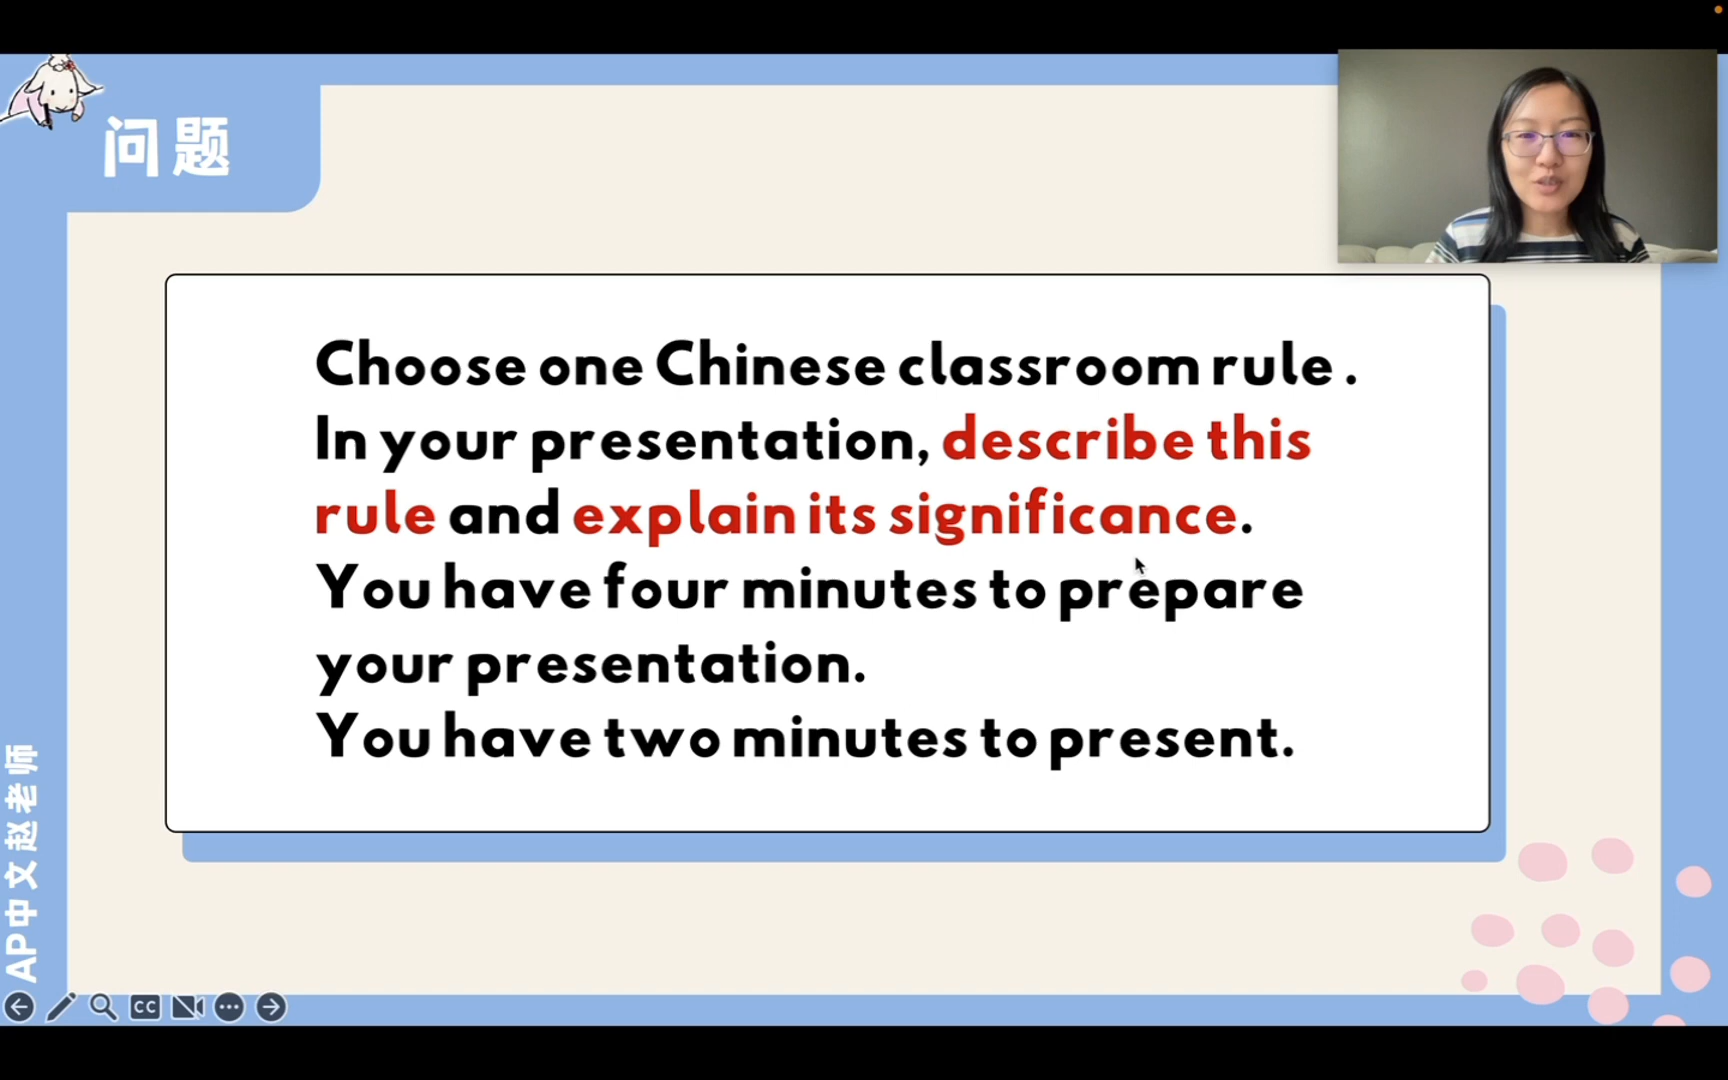 问题
Choose one Chinese classroom rule .
In your presentation, describe this
rule and explain its significance.
You have four minutes to prepare
your presentation.
You have two minutes to present.
AP中文赵老师
CC